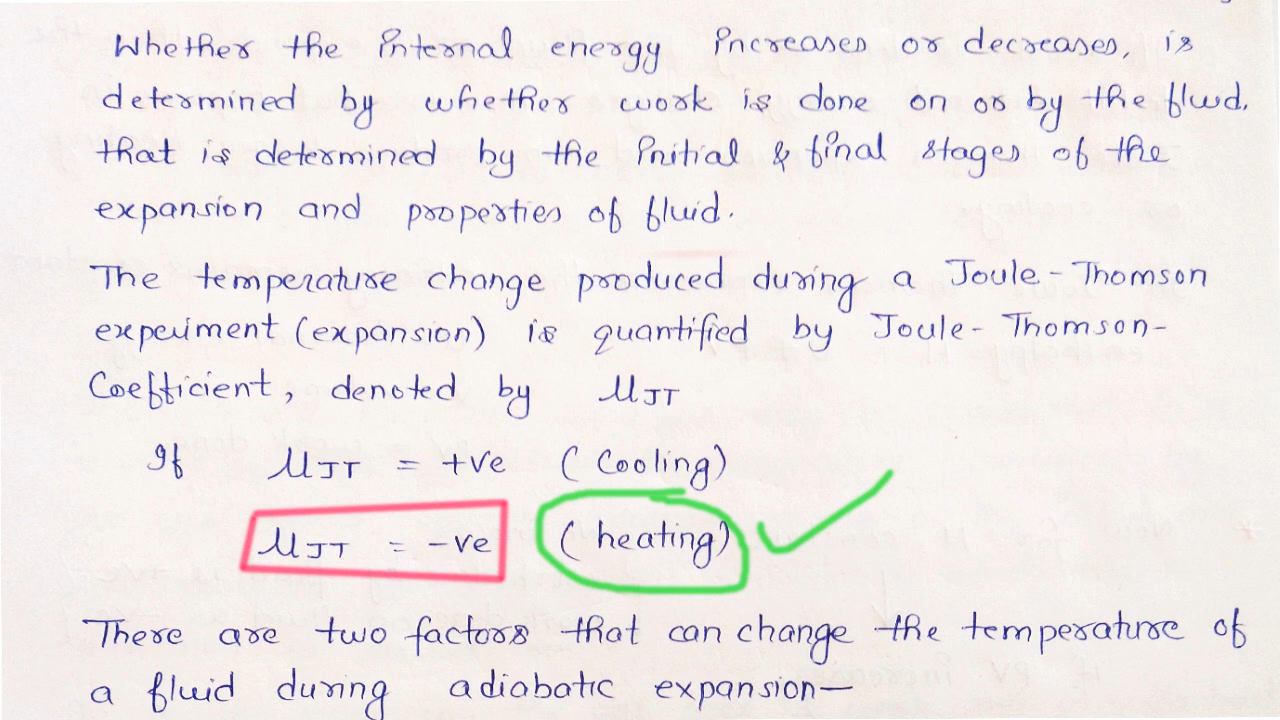 Whether the internal energy increases or decreases, is
determined by whether work is done on or by the fluid.
that is determined by the initial & final stages of the
expansion and properties of fluid.
The temperature change produced during a Joule-Thomson
experiment (expansion) is quantified by Joule-Thomson-
Coefficient, denoted by μJT
If μJT = +ve (Cooling)
μJT = -ve (heating)
There are two factors that can change the temperature of
a fluid during adiabatic expansion—